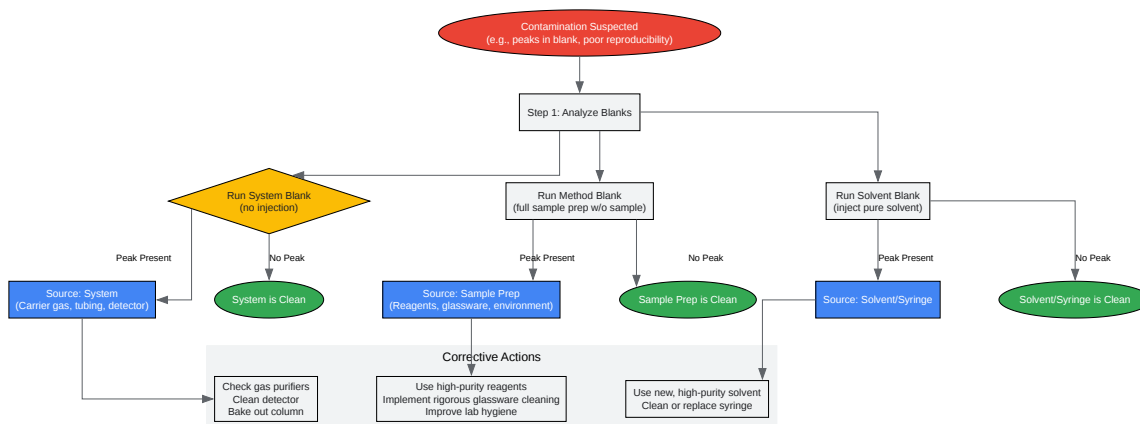 Contamination Suspected
(e.g., peaks in blank, poor reproducibility)
Step 1: Analyze Blanks
Run System Blank
(no injection)
Run Method Blank
(full sample prep w/o sample)
Run Solvent Blank
(inject pure solvent)
Peak Present
No Peak
Peak Present
No Peak
Peak Present
No Peak
Source: System
(Carrier gas, tubing, detector)
System is Clean
Source: Sample Prep
(Reagents, glassware, environment)
Sample Prep is Clean
Source: Solvent/Syringe
Solvent/Syringe is Clean
Corrective Actions
Check gas purifiers
Clean detector
Bake out column
Use high-purity reagents
Implement rigorous glassware cleaning
Improve lab hygiene
Use new, high-purity solvent
Clean or replace syringe